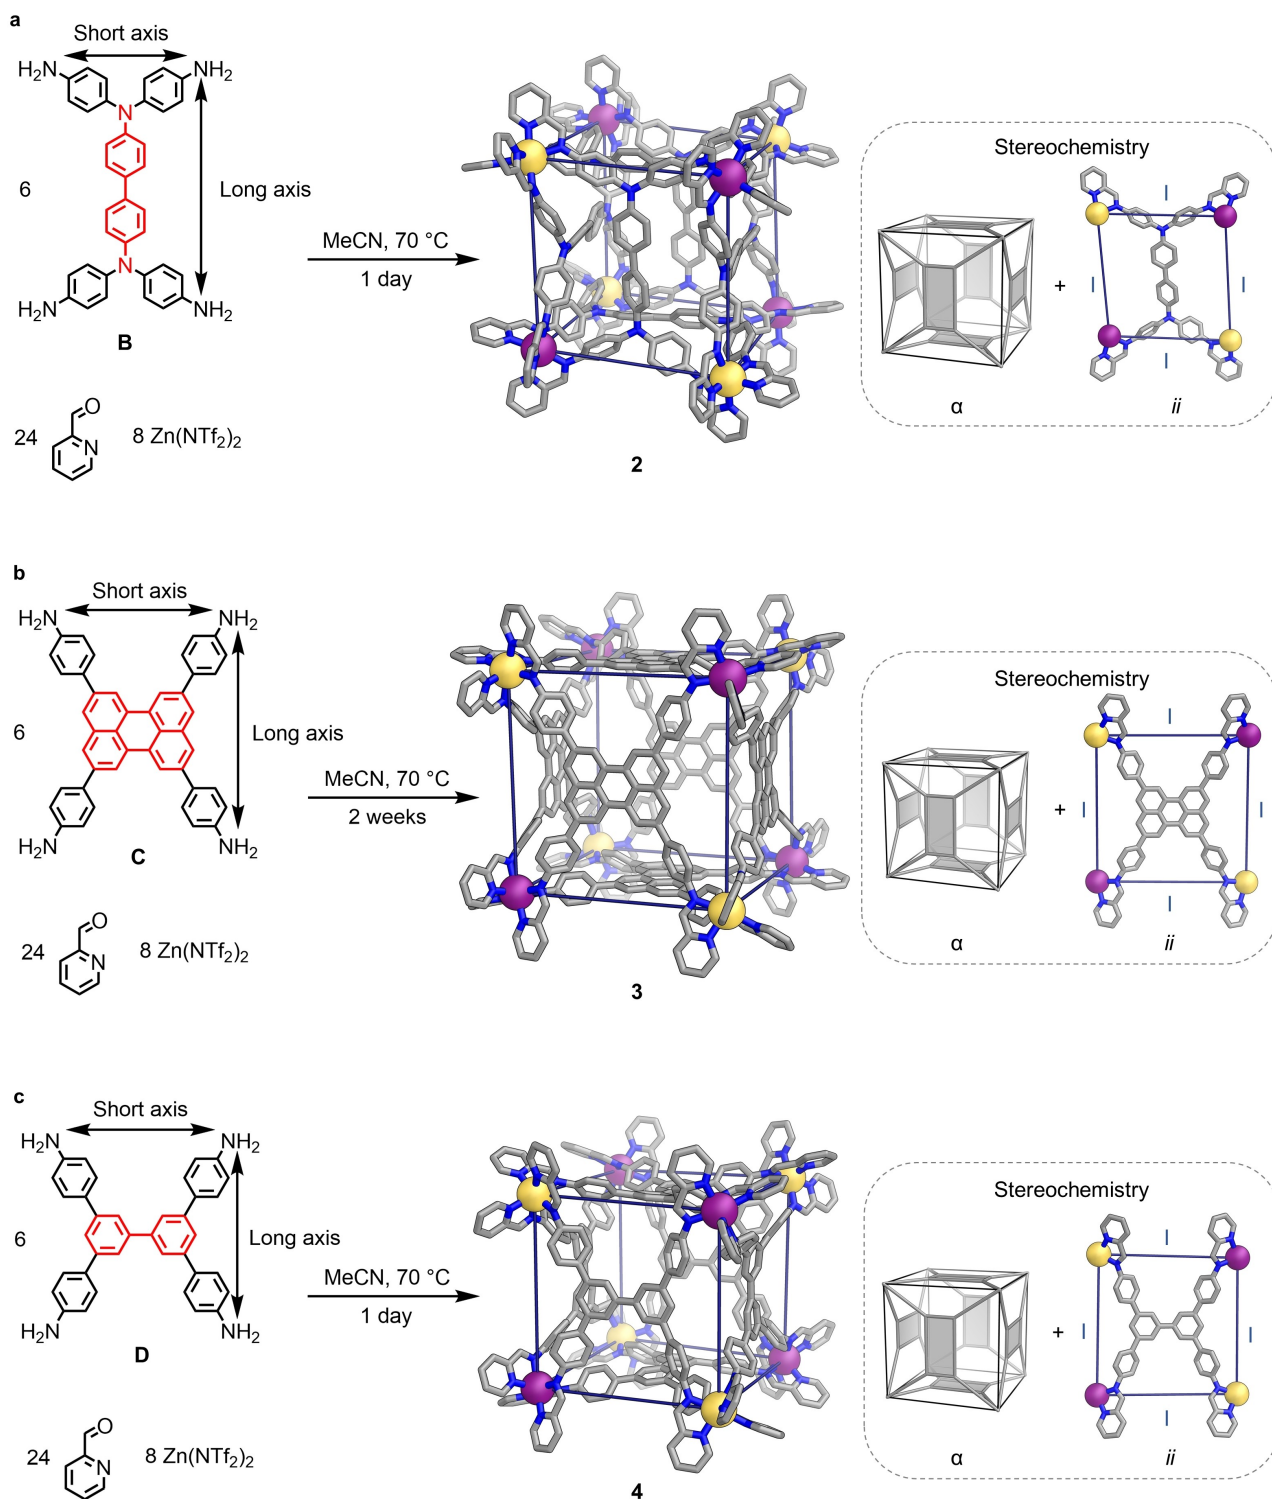 a
Short axis
H2N
NH2
N
6
Long axis
N
H2N
NH2
B
24
O
N
8 Zn(NTf2)2
MeCN, 70 °C
1 day
2
Stereochemistry
α
+
l
l
l
l
ii
b
Short axis
H2N
NH2
6
Long axis
H2N
NH2
C
24
O
N
8 Zn(NTf2)2
MeCN, 70 °C
2 weeks
3
Stereochemistry
α
+
l
l
l
l
ii
c
Short axis
H2N
NH2
6
Long axis
H2N
NH2
D
24
O
N
8 Zn(NTf2)2
MeCN, 70 °C
1 day
4
Stereochemistry
α
+
l
l
l
l
ii